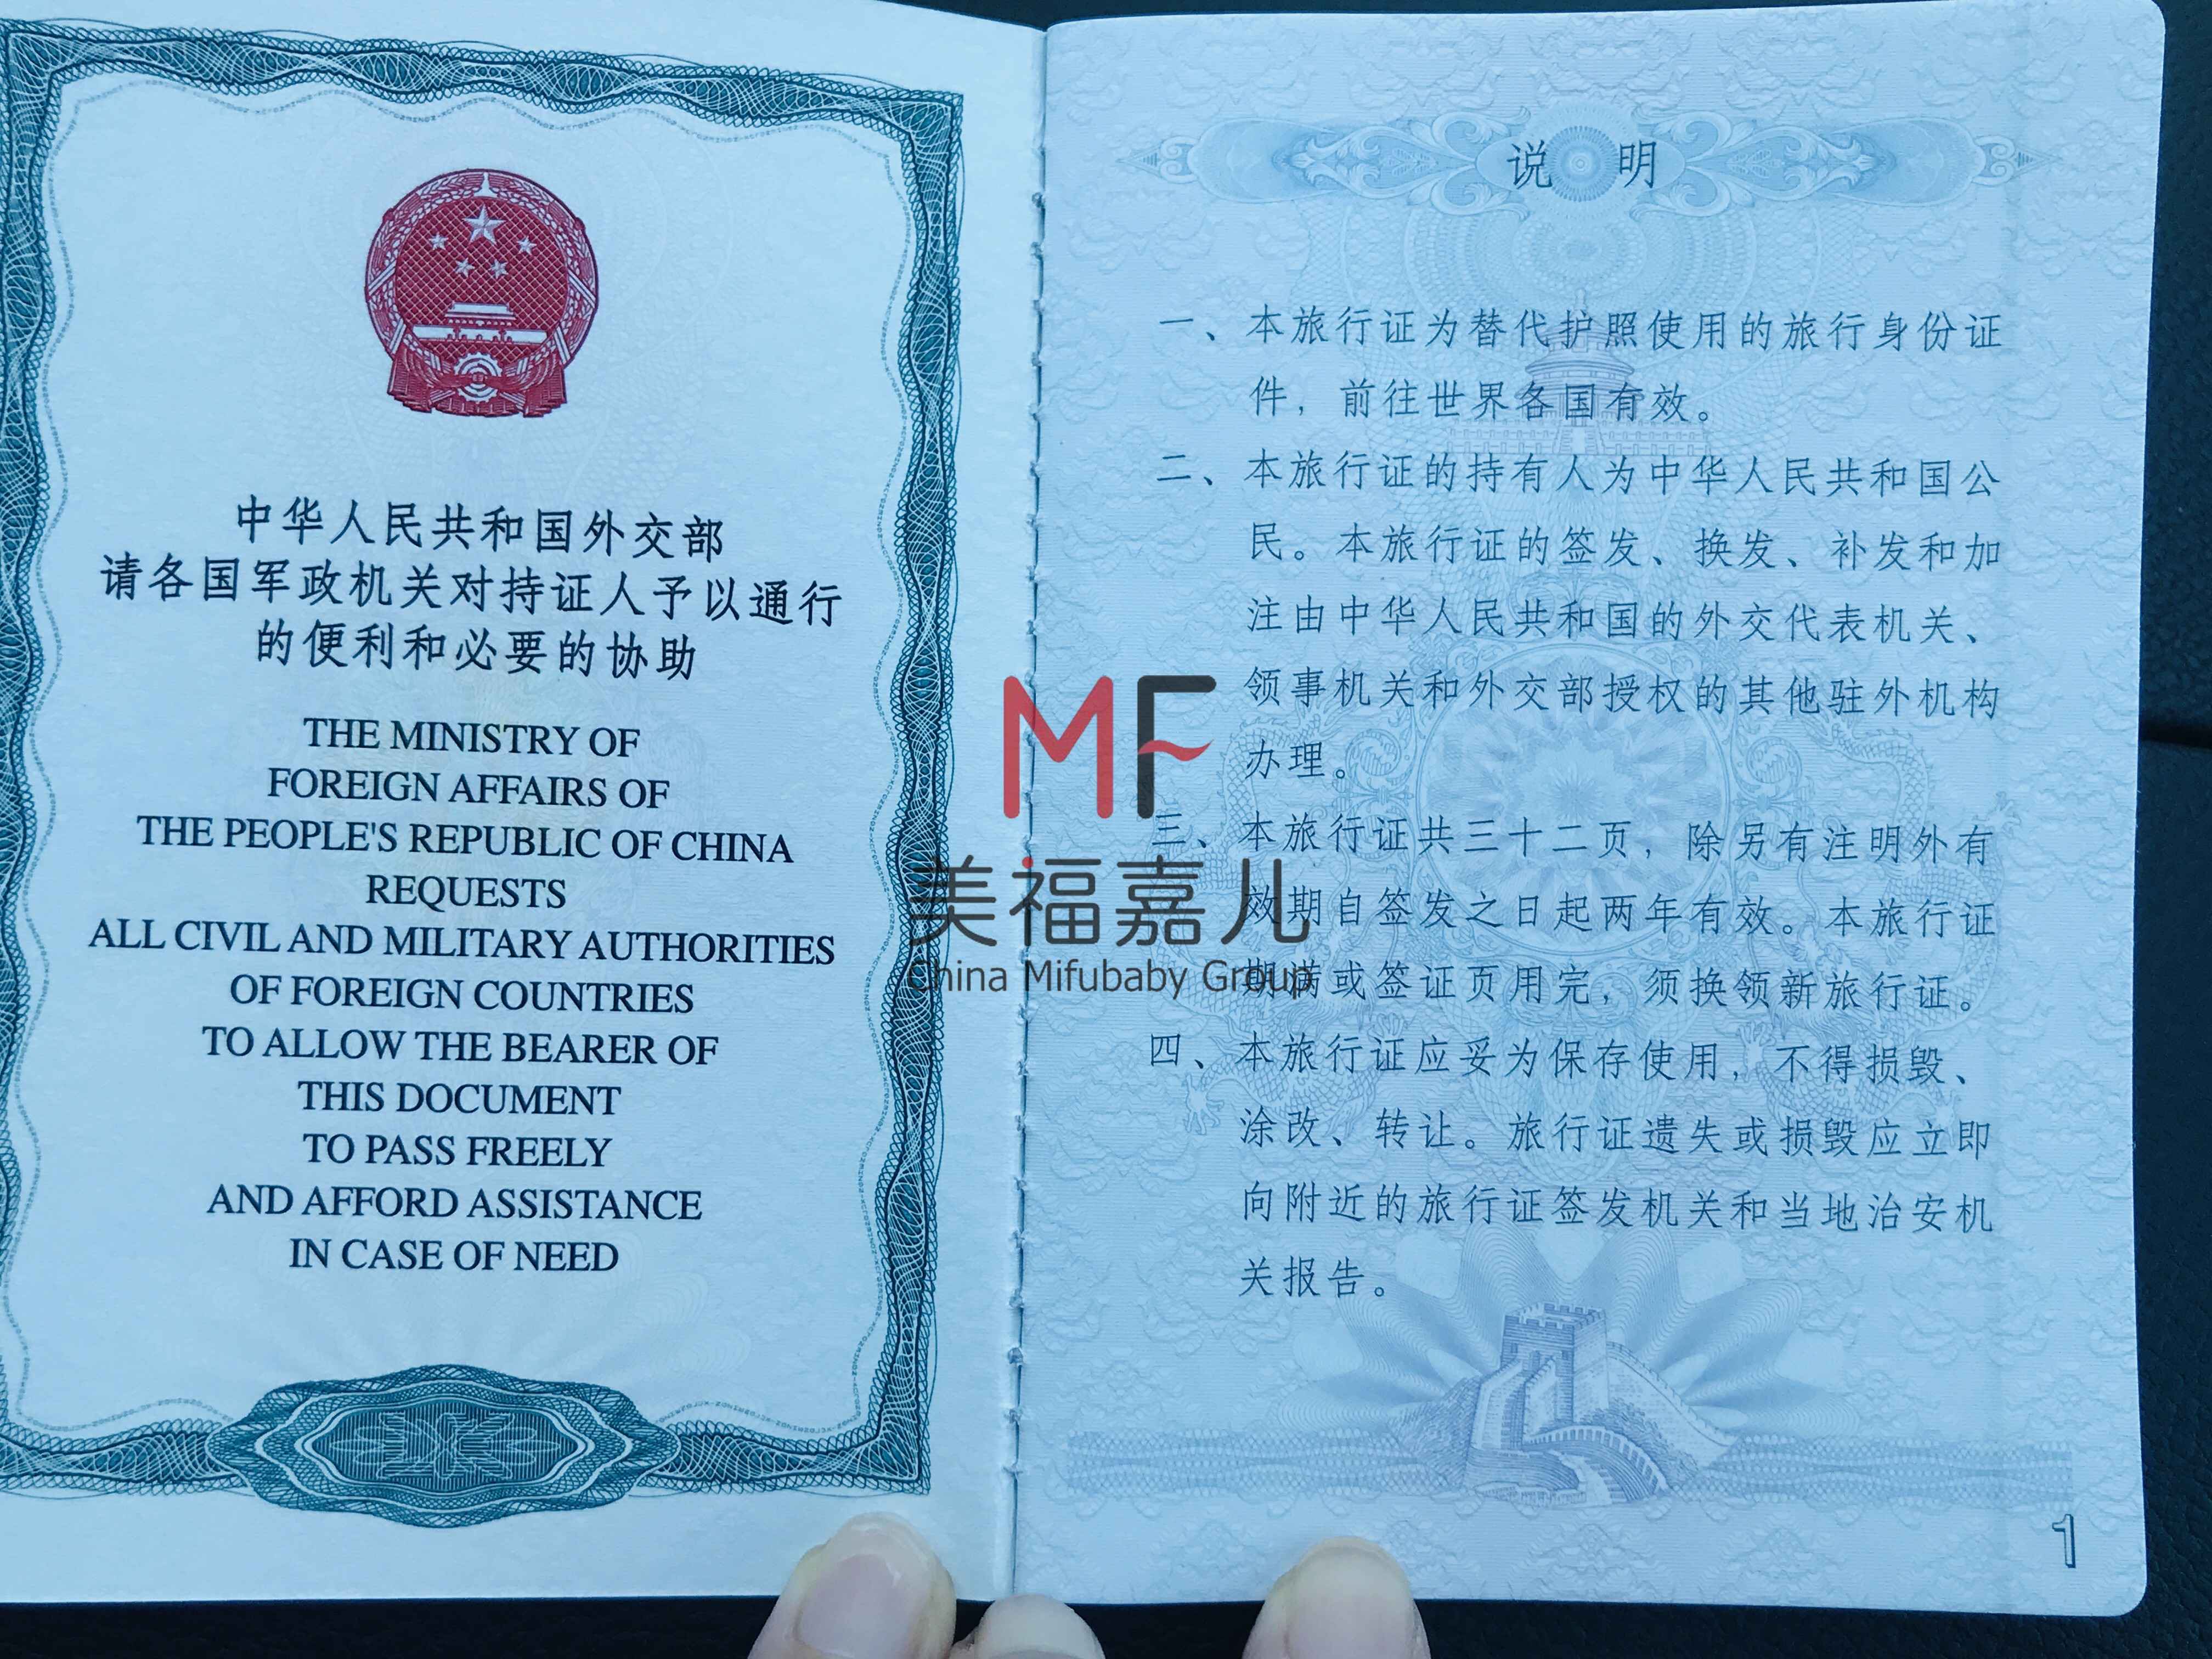 中华人民共和国外交部
请各国军政机关对持证人予以通行
的便利和必要的协助
THE MINISTRY OF
FOREIGN AFFAIRS OF
THE PEOPLE'S REPUBLIC OF CHINA
REQUESTS
ALL CIVIL AND MILITARY AUTHORITIES
OF FOREIGN COUNTRIES
TO ALLOW THE BEARER OF
THIS DOCUMENT
TO PASS FREELY
AND AFFORD ASSISTANCE
IN CASE OF NEED
说 明
一、本旅行证为替代护照使用的旅行身份证
件，前往世界各国有效。
二、本旅行证的持有人为中华人民共和国公
民。本旅行证的签发、换发、补发和加
注由中华人民共和国的外交代表机关、
领事机关和外交部授权的其他驻外机构
办理。
三、本旅行证共三十二页，除另有注明外有
效期自签发之日起两年有效。本旅行证
期满或签证页用完，须换领新旅行证。
四、本旅行证应妥为保存使用，不得损毁、
涂改、转让。旅行证遗失或损毁应立即
向附近的旅行证签发机关和当地治安机
关报告。
1
MF
美福嘉儿
China Mifubaby Group